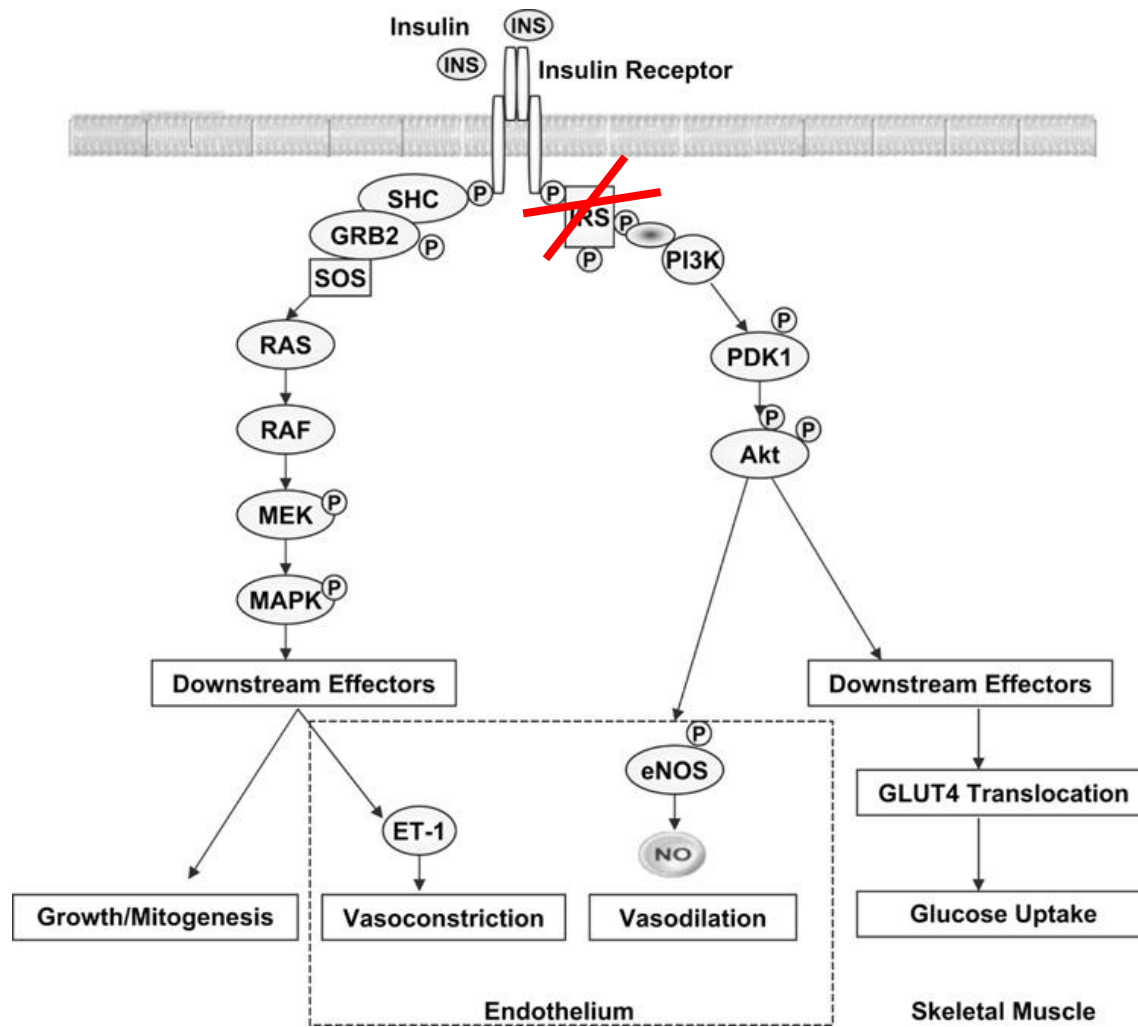 Insulin
INS
INS
Insulin Receptor
SHC
P
P
IRS
P
GRB2
P
P
PI3K
SOS
P
RAS
PDK1
P
P
RAF
Akt
MEK
P
MAPK
P
Downstream Effectors
Downstream Effectors
P
eNOS
GLUT4 Translocation
ET-1
NO
Growth/Mitogenesis
Vasoconstriction
Vasodilation
Glucose Uptake
Endothelium
Skeletal Muscle